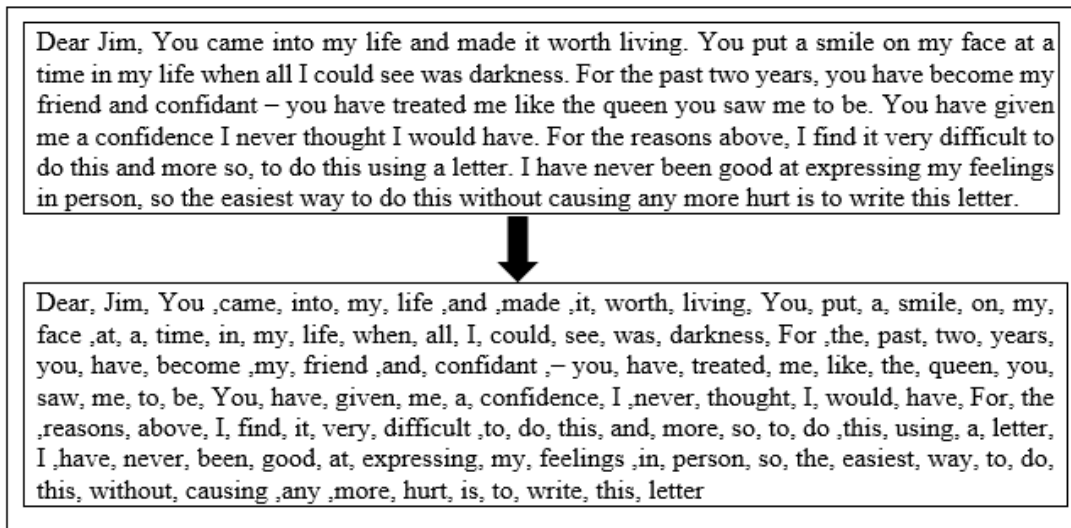 Dear Jim, You came into my life and made it worth living. You put a smile on my face at a
time in my life when all I could see was darkness. For the past two years, you have become my
friend and confidant – you have treated me like the queen you saw me to be. You have given
me a confidence I never thought I would have. For the reasons above, I find it very difficult to
do this and more so, to do this using a letter. I have never been good at expressing my feelings
in person, so the easiest way to do this without causing any more hurt is to write this letter.
Dear, Jim, You ,came, into, my, life ,and ,made ,it, worth, living, You, put, a, smile, on, my,
face ,at, a, time, in, my, life, when, all, I, could, see, was, darkness, For ,the, past, two, years,
you, have, become ,my, friend ,and, confidant ,– you, have, treated, me, like, the, queen, you,
saw, me, to, be, You, have, given, me, a, confidence, I ,never, thought, I, would, have, For, the
,reasons, above, I, find, it, very, difficult ,to, do, this, and, more, so, to, do ,this, using, a, letter,
I ,have, never, been, good, at, expressing, my, feelings ,in, person, so, the, easiest, way, to, do,
this, without, causing ,any ,more, hurt, is, to, write, this, letter